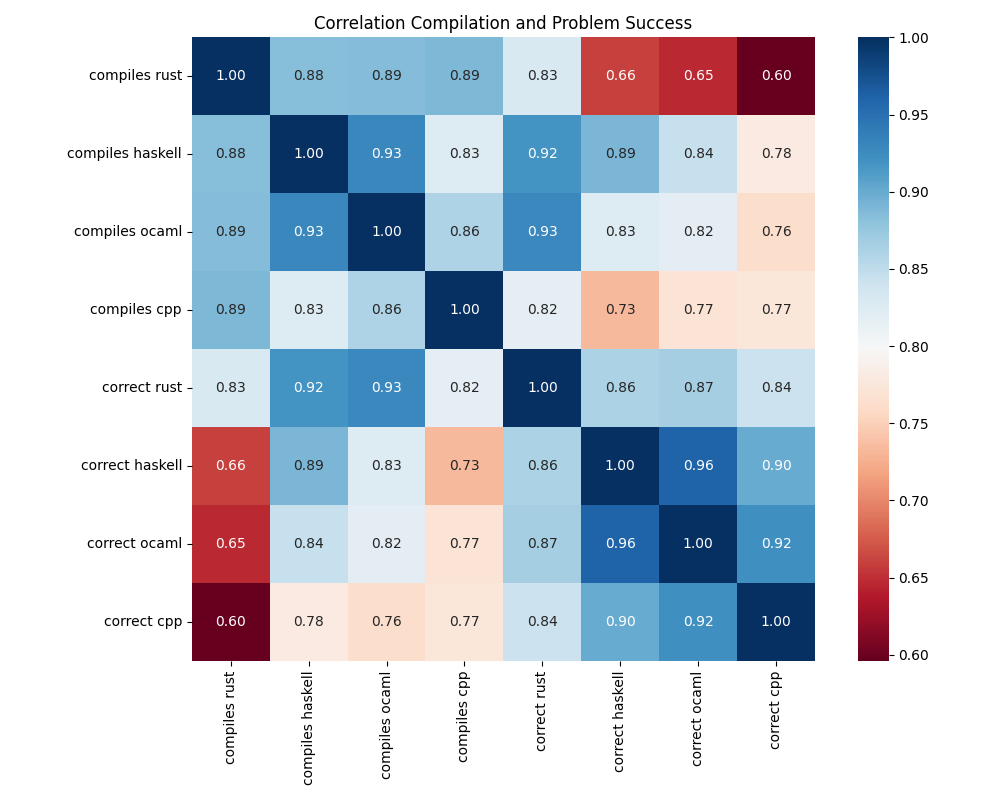 Correlation Compilation and Problem Success
compiles rust 1.00 0.88 0.89 0.89 0.83 0.66 0.65 0.60
compiles haskell 0.88 1.00 0.93 0.83 0.92 0.89 0.84 0.78
compiles ocaml 0.89 0.93 1.00 0.86 0.93 0.83 0.82 0.76
compiles cpp 0.89 0.83 0.86 1.00 0.82 0.73 0.77 0.77
correct rust 0.83 0.92 0.93 0.82 1.00 0.86 0.87 0.84
correct haskell 0.66 0.89 0.83 0.73 0.86 1.00 0.96 0.90
correct ocaml 0.65 0.84 0.82 0.77 0.87 0.96 1.00 0.92
correct cpp 0.60 0.78 0.76 0.77 0.84 0.90 0.92 1.00
compiles rust
compiles haskell
compiles ocaml
compiles cpp
correct rust
correct haskell
correct ocaml
correct cpp
1.00
0.95
0.90
0.85
0.80
0.75
0.70
0.65
0.60